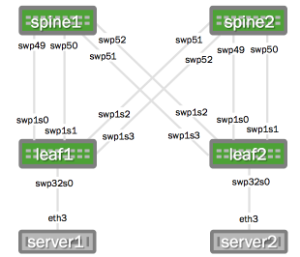 spine1 spine2
swp49 swp50 swp52 swp51 swp49 swp50
swp51 swp52
swp1s0 swp1s2 swp1s2 swp1s0
swp1s1 swp1s3 swp1s3 swp1s1
leaf1 leaf2
swp32s0 swp32s0
eth3 eth3
server1 server2